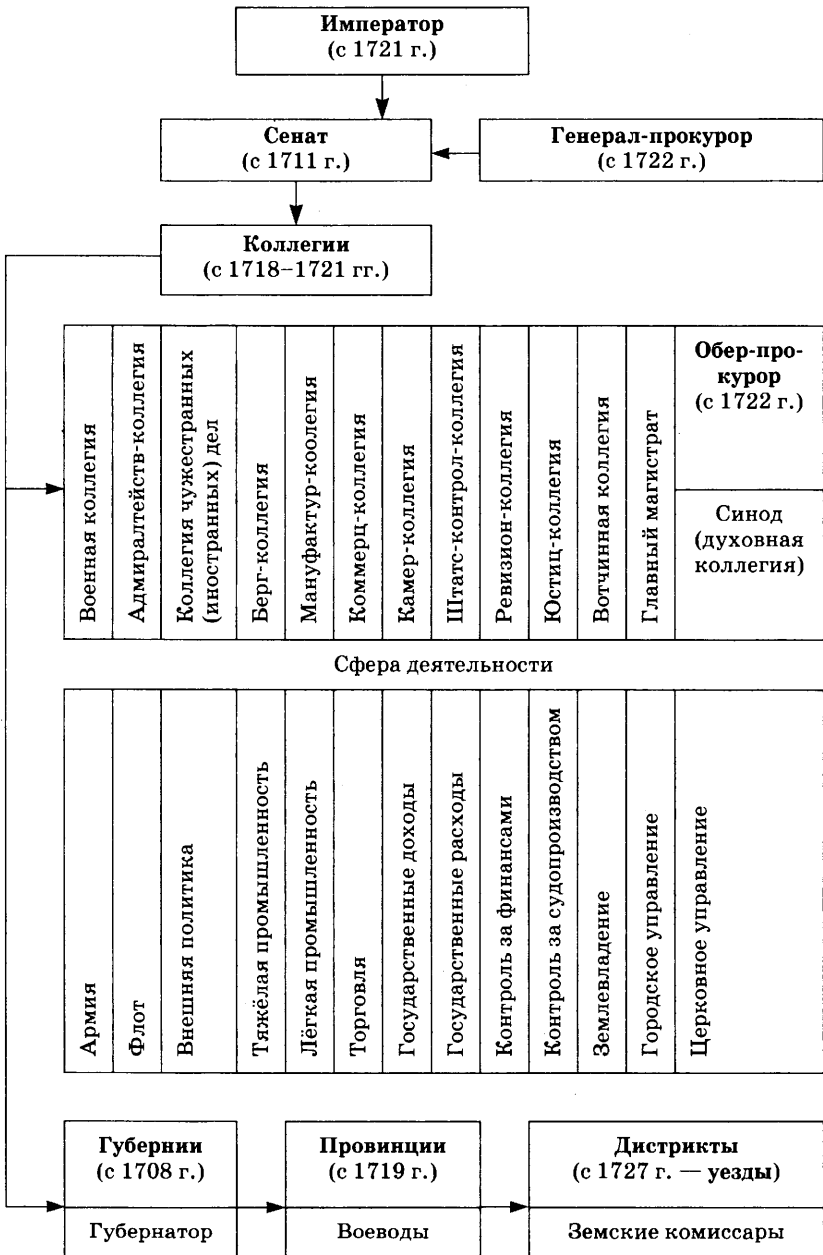 Император
(с 1721 г.)
Сенат
(с 1711 г.)
Генерал-прокурор
(с 1722 г.)
Коллегии
(с 1718–1721 гг.)
Военная коллегия
Адмиралтейств-коллегия
Коллегия чужестранных
(иностранных) дел
Берг-коллегия
Мануфактур-коолегия
Коммерц-коллегия
Камер-коллегия
Штатс-контрол-коллегия
Ревизион-коллегия
Юстиц-коллегия
Вотчинная коллегия
Главный магистрат
Обер-про-
курор
(с 1722 г.)
Синод
(духовная
коллегия)
Сфера деятельности
Армия
Флот
Внешняя политика
Тяжёлая промышленность
Лёгкая промышленность
Торговля
Государственные доходы
Государственные расходы
Контроль за финансами
Контроль за судопроизводством
Землевладение
Городское управление
Церковное управление
Губернии
(с 1708 г.)
Губернатор
Провинции
(с 1719 г.)
Воеводы
Дистрикты
(с 1727 г. — уезды)
Земские комиссары